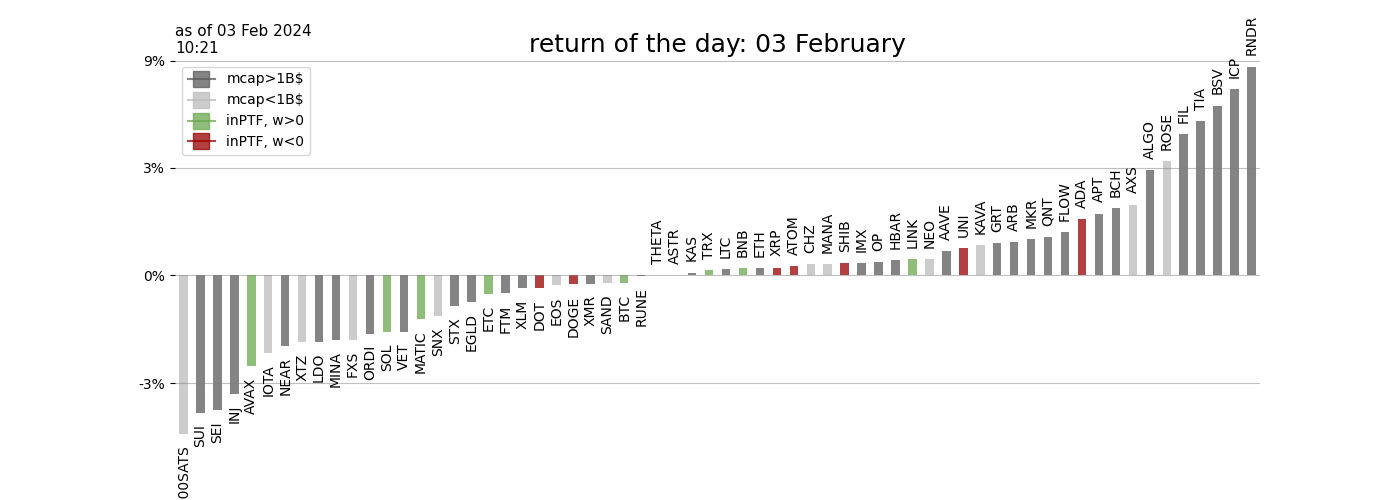 as of 03 Feb 2024
10:21
return of the day: 03 February
9%
3%
0%
-3%
mcap>1B$
mcap<1B$
inPTF, w>0
inPTF, w<0
00SATS
SUI
SEI
INJ
AVAX
IOTA
NEAR
XTZ
LDO
MINA
FXS
ORDI
SOL
VET
MATIC
SNX
STX
EGLD
ETC
FTM
XLM
DOT
EOS
DOGE
XMR
SAND
BTC
RUNE
THETA
ASTR
KAS
TRX
LTC
BNB
ETH
XRP
ATOM
CHZ
MANA
SHIB
IMX
OP
HBAR
LINK
NEO
AAVE
UNI
KAVA
GRT
ARB
MKR
QNT
FLOW
ADA
APT
BCH
AXS
ALGO
ROSE
FIL
TIA
BSV
ICP
RNDR